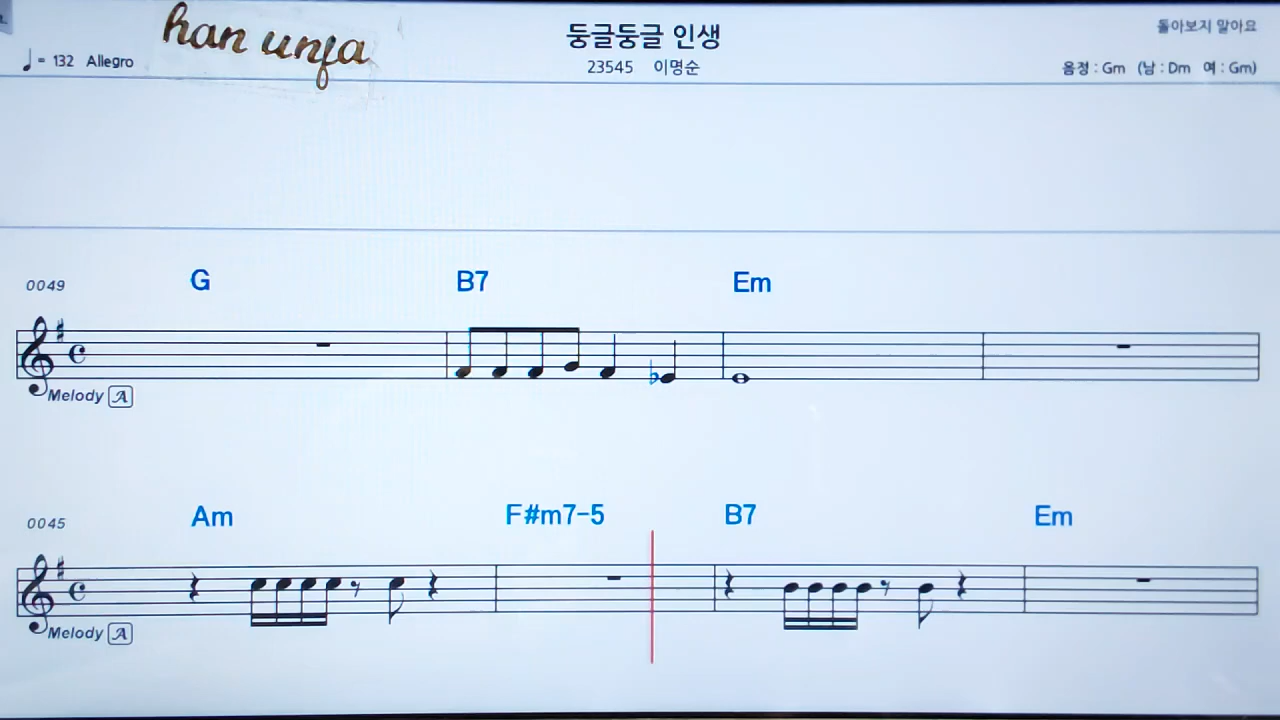 han unfa
둥글둥글 인생
돌아보지 말아요
♩= 132 Allegro
23545 이명순
음정 : Gm (남 : Dm 여 : Gm)
0049
G B7 Em
Melody A
0045
Am F#m7-5 B7 Em
Melody A